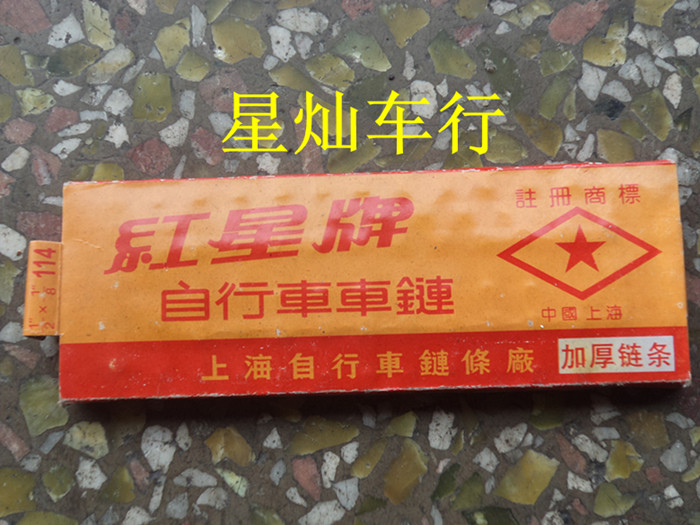 星灿车行
紅星牌
註冊商標
自行車車鏈
中國上海
上海自行車鏈條廠
加厚链条
1/2" × 1/8" 114